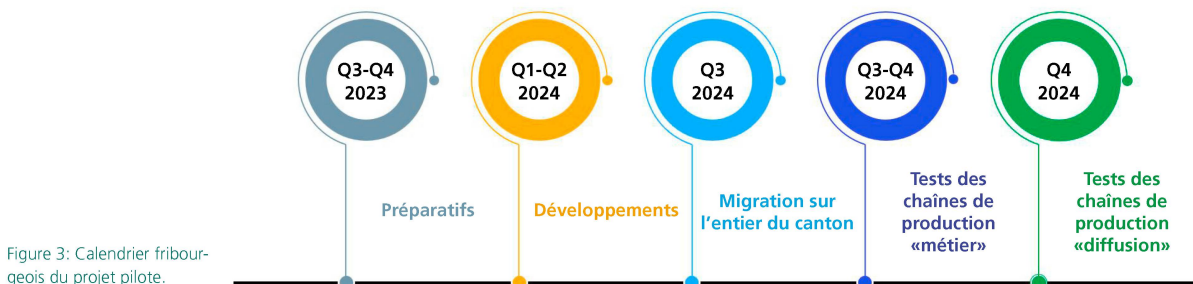 Q3-Q4
2023
Q1-Q2
2024
Q3
2024
Q3-Q4
2024
Q4
2024
Préparatifs
Développements
Migration sur
l’entier du canton
Tests des
chaînes de
production
«métier»
Tests des
chaînes de
production
«diffusion»
Figure 3: Calendrier fribour-
geois du projet pilote.